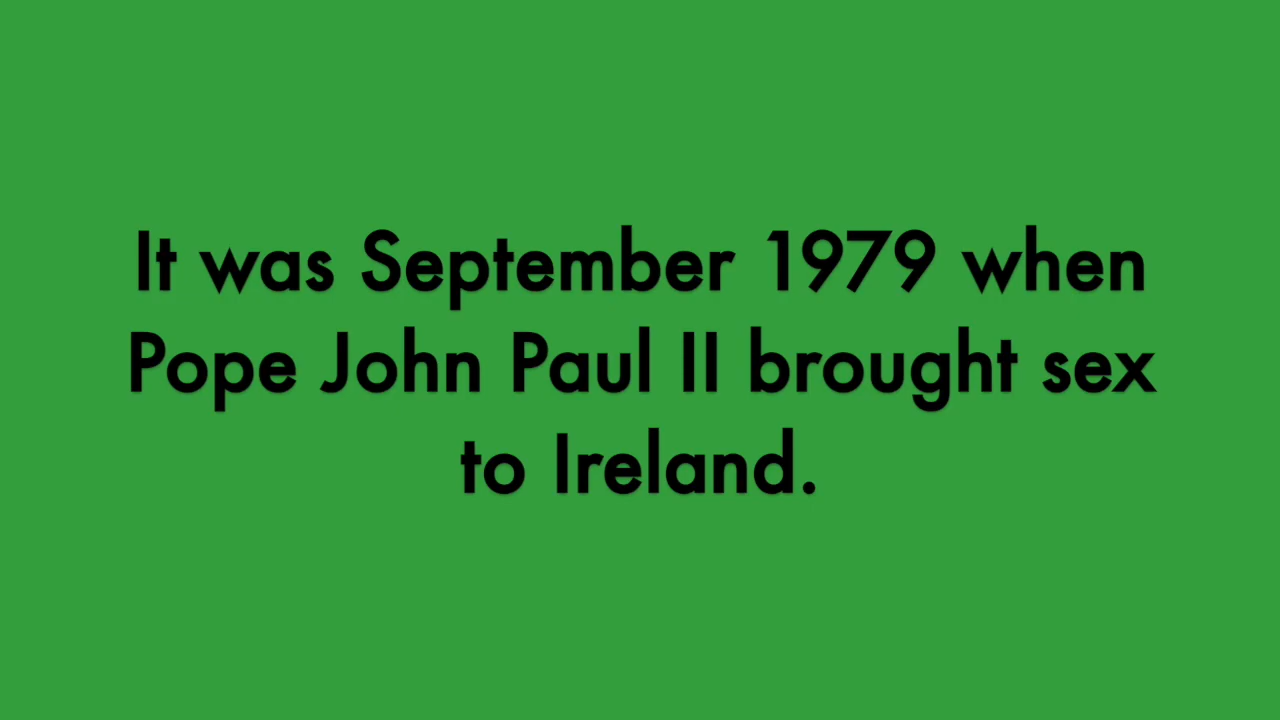 It was September 1979 when
Pope John Paul II brought sex
to Ireland.